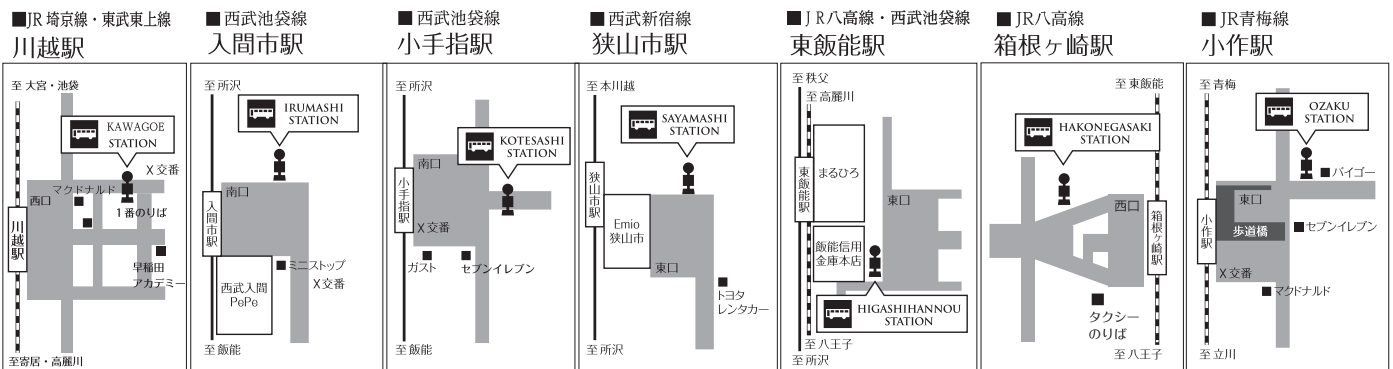 ■JR 埼京線・東武東上線
川越駅
至 大宮・池袋
KAWAGOE
STATION
X 交番
マクドナルド
西口
1番のりば
川越駅
早稲田
アカデミー
至寄居・高麗川
■ 西武池袋線
入間市駅
至 所沢
IRUMASHI
STATION
南口
入間市駅
ミニストップ
X 交番
西武入間
PePe
至 飯能
■ 西武池袋線
小手指駅
至 所沢
KOTESASHI
STATION
南口
小手指駅
X 交番
ガスト
セブンイレブン
至 飯能
■ 西武新宿線
狭山市駅
至 本川越
SAYAMASHI
STATION
狭山市駅
Emio
狭山市
東口
トヨタ
レンタカー
至 所沢
■ JR八高線・西武池袋線
東飯能駅
至 秩父
至 高麗川
まるひろ
東飯能駅
東口
飯能信用
金庫本店
HIGASHIHANNOU
STATION
至 八王子
至 所沢
■ JR八高線
箱根ヶ崎駅
至 東飯能
HAKONEGASAKI
STATION
西口
箱根ヶ崎駅
タクシー
のりば
至 八王子
■ JR青梅線
小作駅
至 青梅
OZAKU
STATION
バイゴー
東口
小作駅
歩道橋
セブンイレブン
X 交番
マクドナルド
至 立川